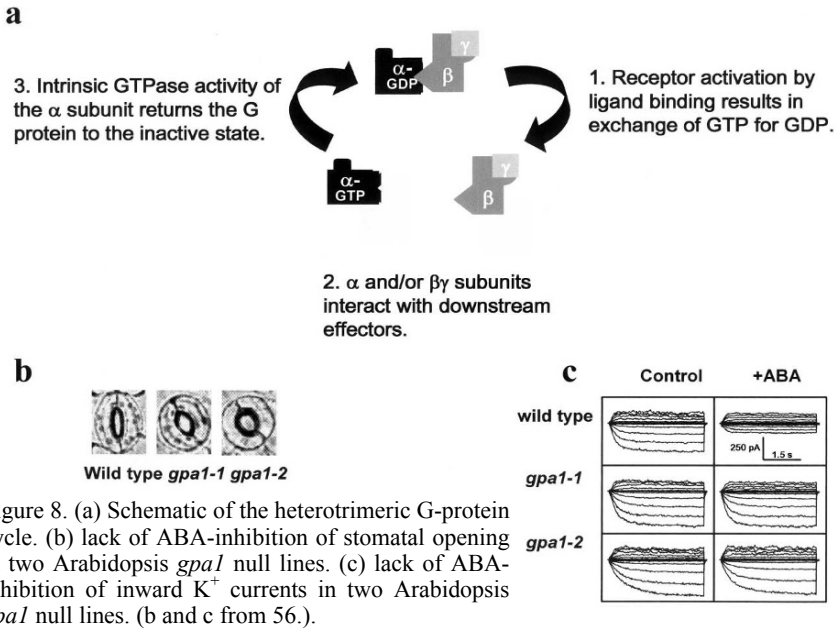 a
α-
GDP
β
γ
3. Intrinsic GTPase activity of
the α subunit returns the G
protein to the inactive state.
1. Receptor activation by
ligand binding results in
exchange of GTP for GDP.
α-
GTP
γ
β
2. α and/or βγ subunits
interact with downstream
effectors.
b
Wild type gpa1-1 gpa1-2
c
Control +ABA
wild type
250 pA
1.5 s
gpa1-1
gpa1-2
igure 8. (a) Schematic of the heterotrimeric G-protein
ycle. (b) lack of ABA-inhibition of stomatal opening
two Arabidopsis gpa1 null lines. (c) lack of ABA-
hibition of inward K⁺ currents in two Arabidopsis
pa1 null lines. (b and c from 56.).